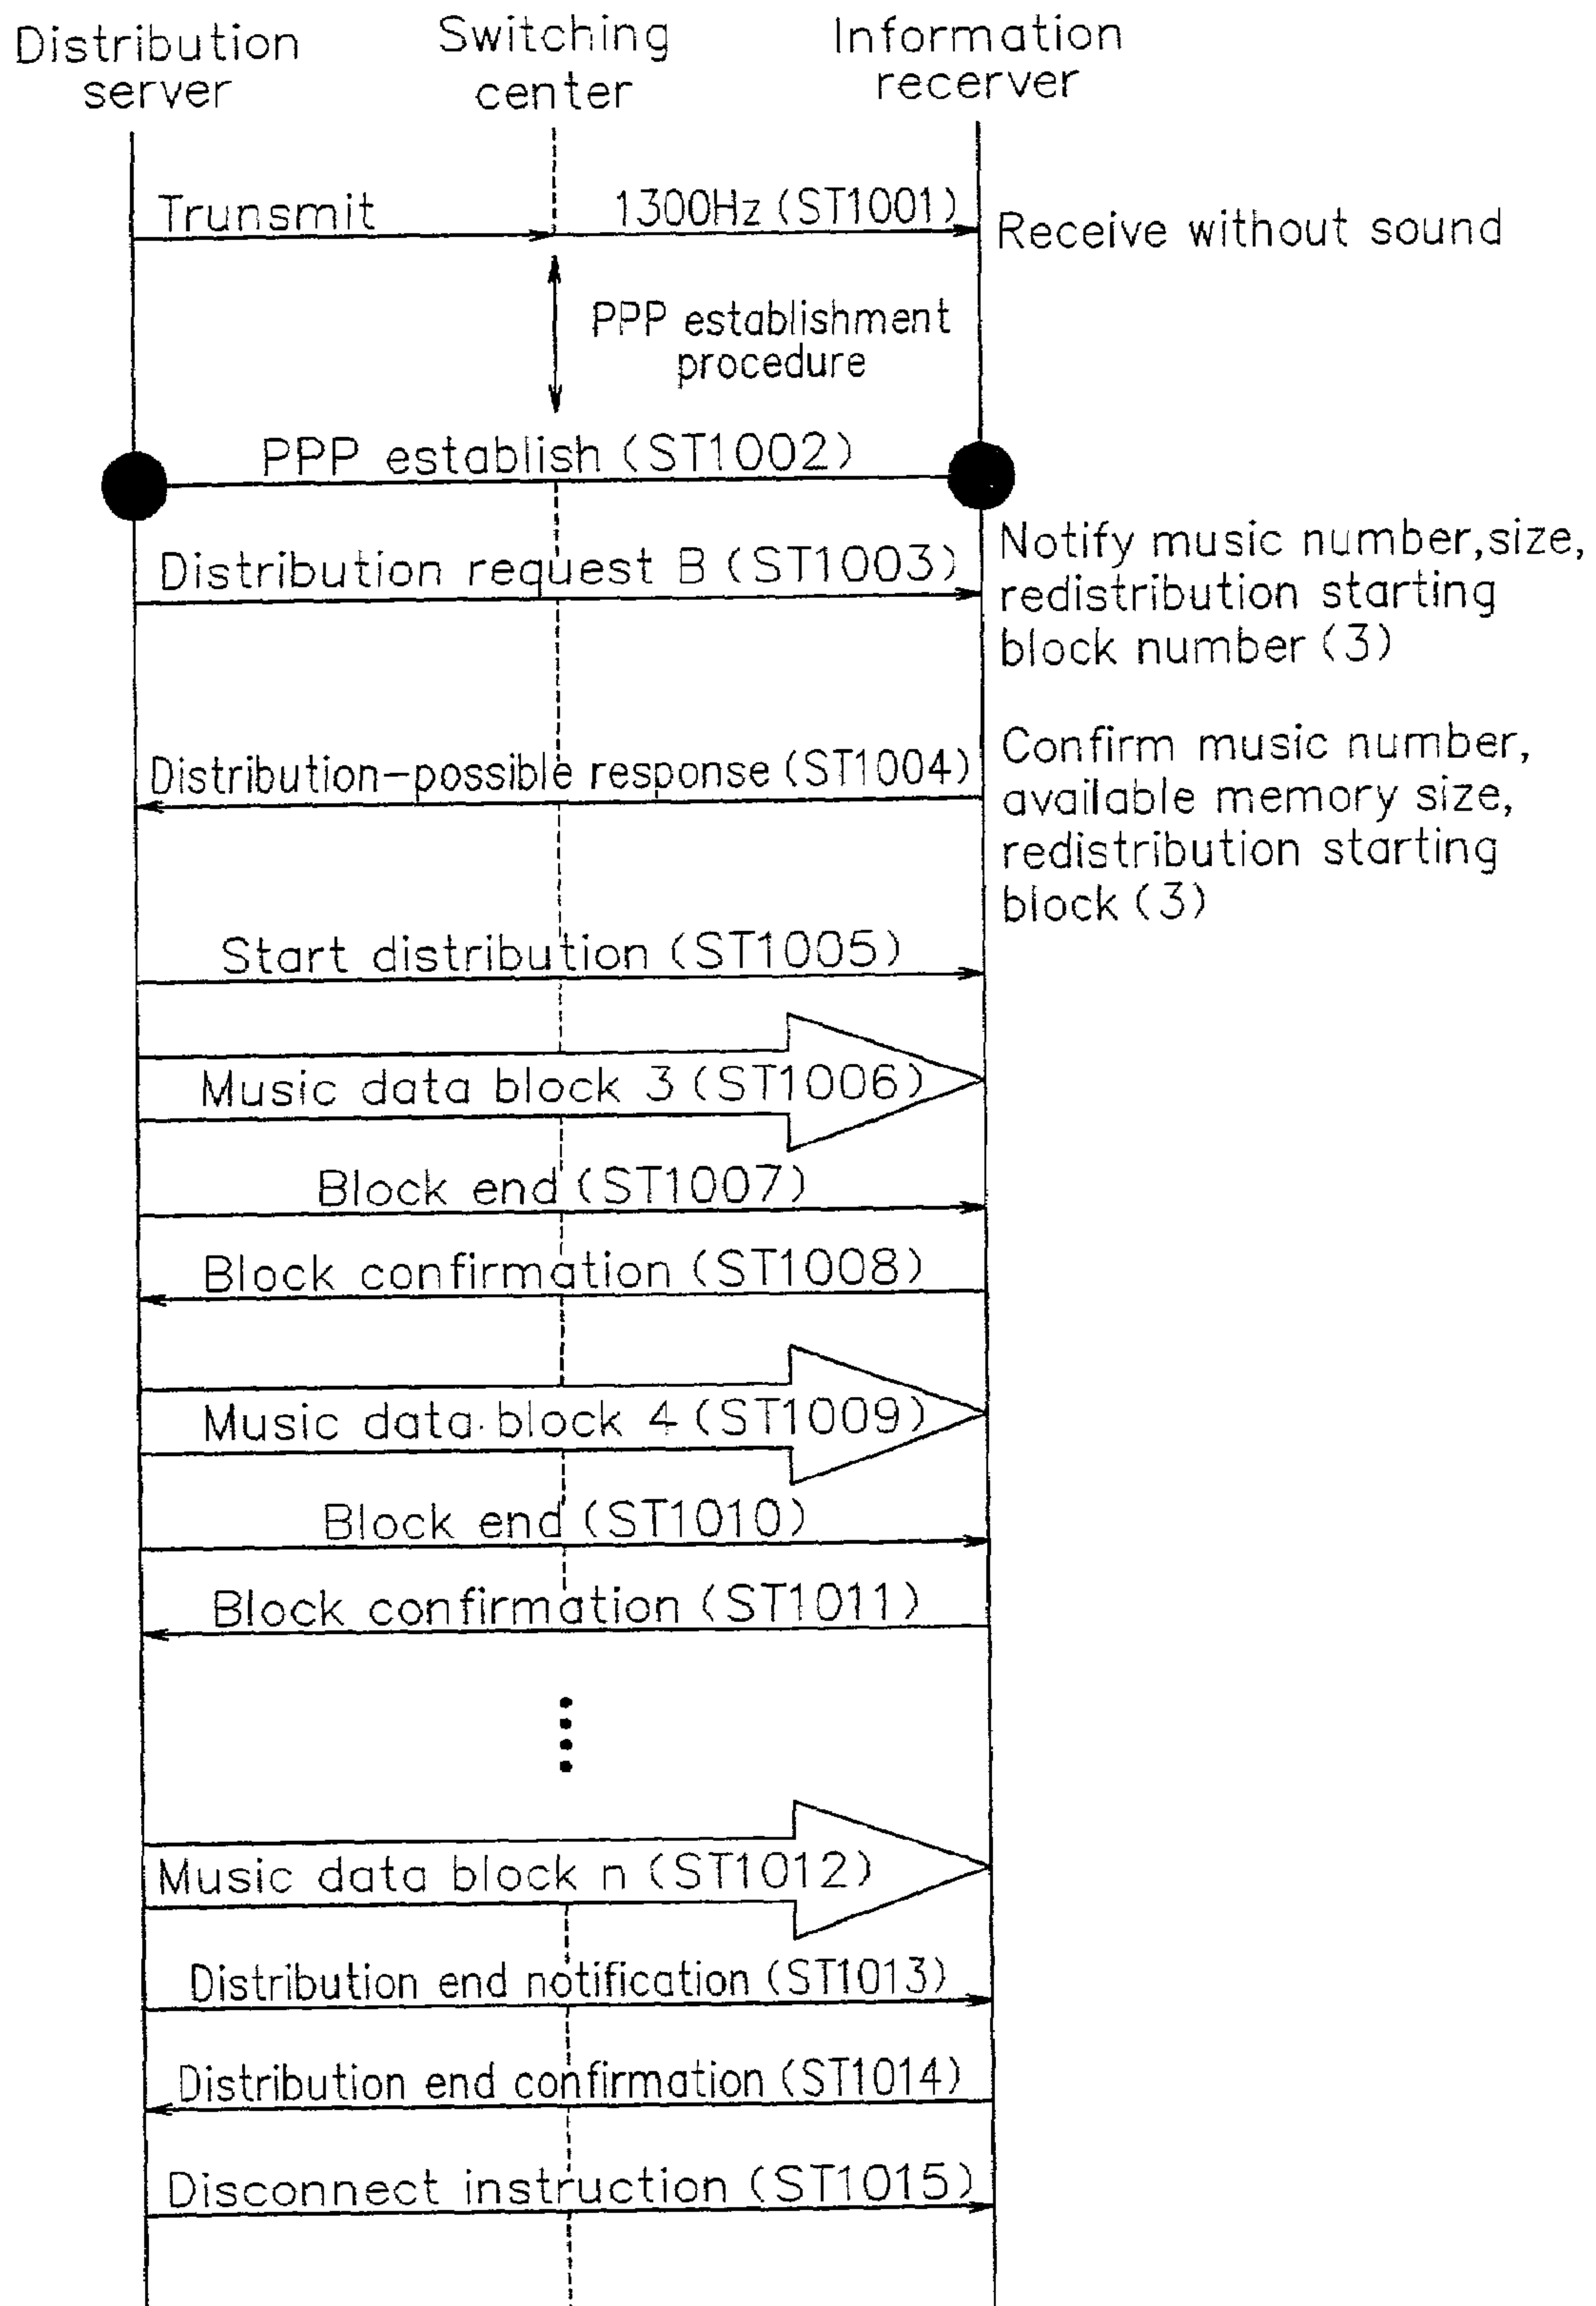 Distribution
server
Switching
center
Information
recerver
Trunsmit
1300Hz (ST1001)
Receive without sound
PPP establishment
procedure
PPP establish (ST1002)
Distribution request B (ST1003)
Notify music number,size,
redistribution starting
block number (3)
Distribution-possible response (ST1004)
Confirm music number,
available memory size,
redistribution starting
block (3)
Start distribution (ST1005)
Music data block 3 (ST1006)
Block end (ST1007)
Block confirmation (ST1008)
Music data block 4 (ST1009)
Block end (ST1010)
Block confirmation (ST1011)
Music data block n (ST1012)
Distribution end notification (ST1013)
Distribution end confirmation (ST1014)
Disconnect instruction (ST1015)